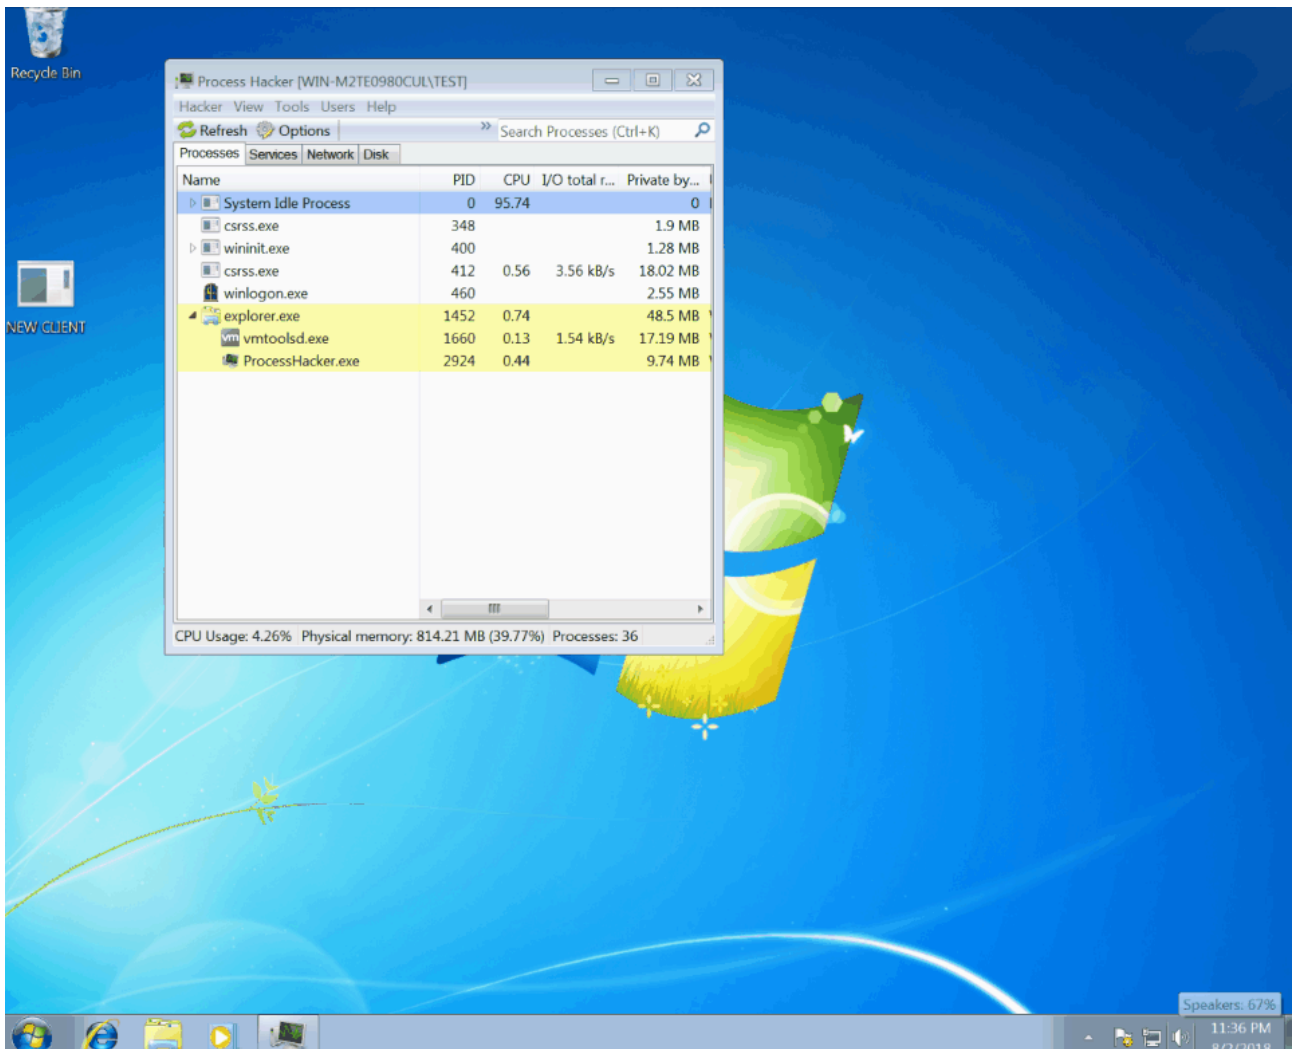 Recycle Bin
Process Hacker [WIN-M2TE0980CUL\TEST]
Hacker View Tools Users Help
Refresh Options » Search Processes (Ctrl+K)
Processes Services Network Disk
Name PID CPU I/O total r... Private by...
System Idle Process 0 95.74 0
csrss.exe 348 1.9 MB
wininit.exe 400 1.28 MB
csrss.exe 412 0.56 3.56 kB/s 18.02 MB
winlogon.exe 460 2.55 MB
explorer.exe 1452 0.74 48.5 MB
vmtoolsd.exe 1660 0.13 1.54 kB/s 17.19 MB
ProcessHacker.exe 2924 0.44 9.74 MB
NEW CLIENT
CPU Usage: 4.26% Physical memory: 814.21 MB (39.77%) Processes: 36
Speakers: 67%
11:36 PM
8/2/2018